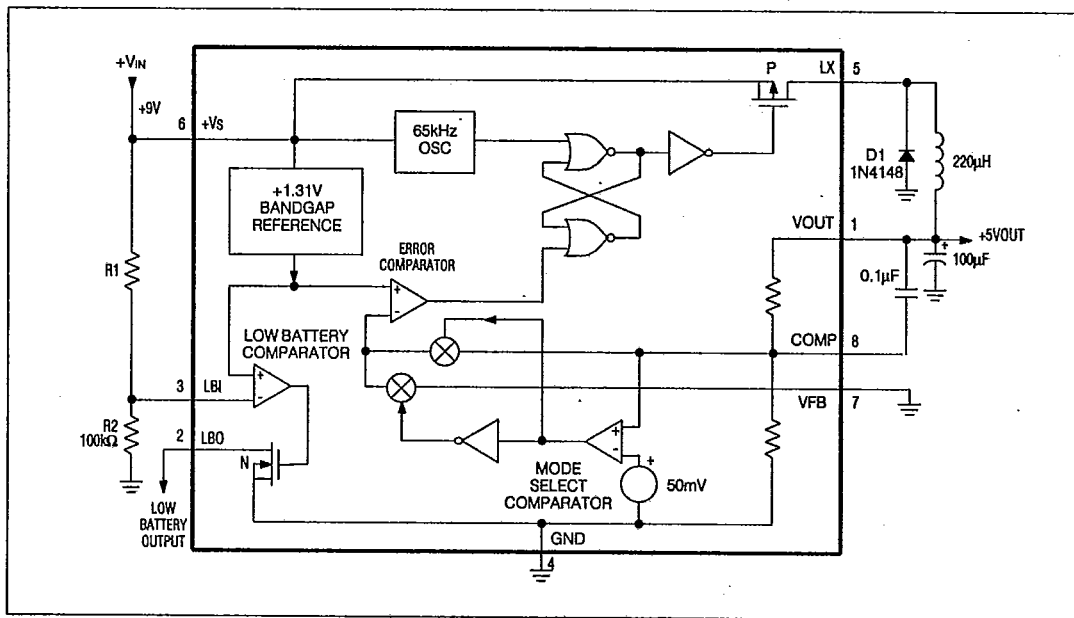 +VIN
+9V
6
+VS
65kHz
OSC
P
LX
5
D1
1N4148
220µH
+1.31V
BANDGAP
REFERENCE
VOUT
1
+5VOUT
+
100µF
0.1µF
R1
ERROR
COMPARATOR
+
-
LOW BATTERY
COMPARATOR
COMP
8
3
LBI
+
-
VFB
7
R2
100kΩ
2
LBO
N
+
-
+
MODE
SELECT
COMPARATOR
50mV
LOW
BATTERY
OUTPUT
GND
4